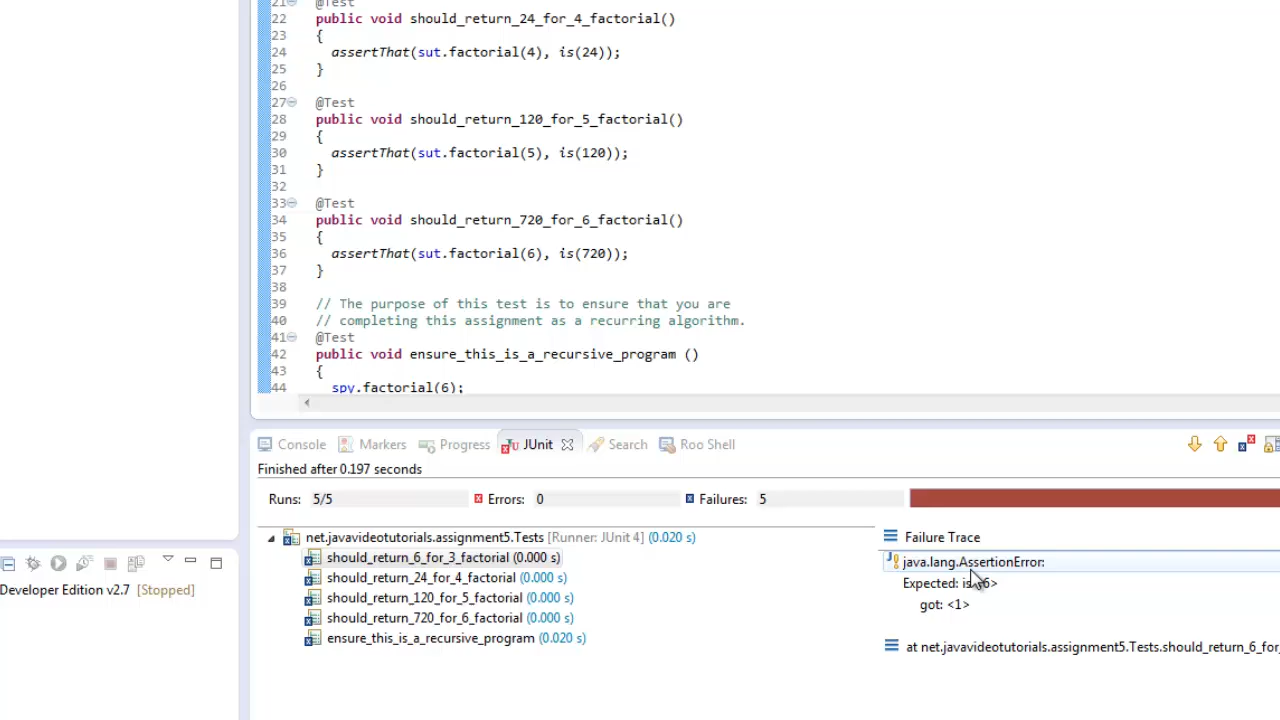 21 @Test
22 public void should_return_24_for_4_factorial()
23 {
24 assertThat(sut.factorial(4), is(24));
25 }
26
27 @Test
28 public void should_return_120_for_5_factorial()
29 {
30 assertThat(sut.factorial(5), is(120));
31 }
32
33 @Test
34 public void should_return_720_for_6_factorial()
35 {
36 assertThat(sut.factorial(6), is(720));
37 }
38
39 // The purpose of this test is to ensure that you are
40 // completing this assignment as a recurring algorithm.
41 @Test
42 public void ensure_this_is_a_recursive_program ()
43 {
44 spy.factorial(6);
Console Markers Progress JUnit Search Roo Shell
Finished after 0.197 seconds
Runs: 5/5 Errors: 0 Failures: 5
net.javavideotutorials.assignment5.Tests [Runner: JUnit 4] (0.020 s)
should_return_6_for_3_factorial (0.000 s)
should_return_24_for_4_factorial (0.000 s)
should_return_120_for_5_factorial (0.000 s)
should_return_720_for_6_factorial (0.000 s)
ensure_this_is_a_recursive_program (0.020 s)
Failure Trace
java.lang.AssertionError:
Expected: is <6>
got: <1>
at net.javavideotutorials.assignment5.Tests.should_return_6_for_
Developer Edition v2.7 [Stopped]